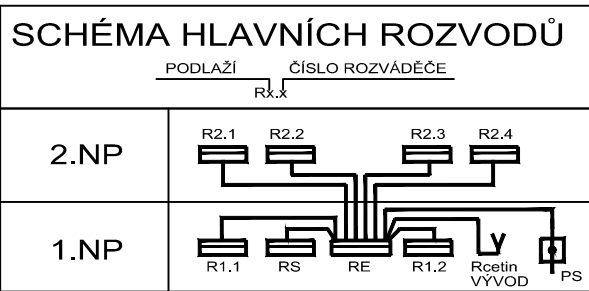 SCHÉMA HLAVNÍCH ROZVODŮ
PODLAŽÍ ČÍSLO ROZVÁDĚČE
Rx.x
2.NP
R2.1 R2.2 R2.3 R2.4
1.NP
R1.1 RS RE R1.2 Rcetin
VÝVOD PS